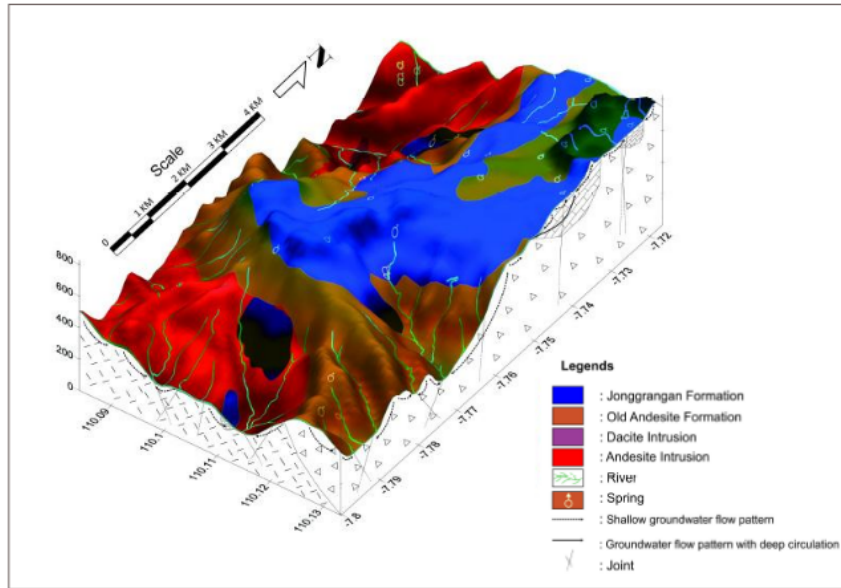 N
Scale
0 1 KM 2 KM 3 KM 4 KM
800
600
400
200
0
110.09
110.1
110.11
110.12
110.13
-7.8
-7.79
-7.78
-7.77
-7.76
-7.75
-7.74
-7.73
-7.72
Legends
: Jonggrangan Formation
: Old Andesite Formation
: Dacite Intrusion
: Andesite Intrusion
: River
: Spring
: Shallow groundwater flow pattern
: Groundwater flow pattern with deep circulation
: Joint